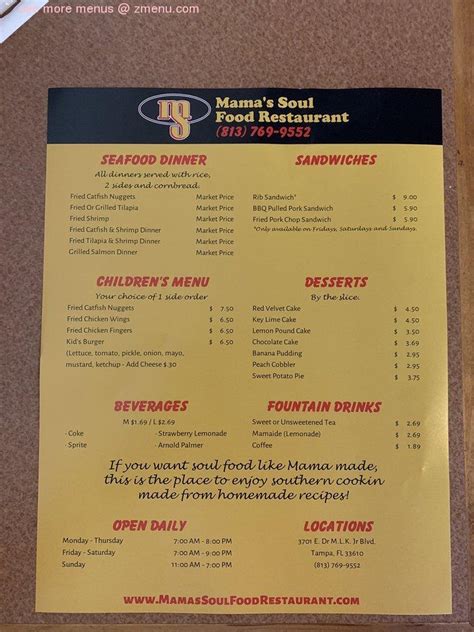 see more menus @ zmenu.com
ms
Mama's Soul
Food Restaurant
(813) 769-9552
SEAFOOD DINNER
All dinners served with rice,
2 sides and cornbread.
Fried Catfish Nuggets Market Price
Fried Or Grilled Tilapia Market Price
Fried Shrimp Market Price
Fried Catfish & Shrimp Dinner Market Price
Fried Tilapia & Shrimp Dinner Market Price
Grilled Salmon Dinner Market Price
SANDWICHES
Rib Sandwich* $ 9.00
BBQ Pulled Pork Sandwich $ 5.90
Fried Pork Chop Sandwich $ 5.90
*Only available on Fridays, Saturdays and Sundays.
CHILDREN'S MENU
Your choice of 1 side order
Fried Catfish Nuggets $ 7.50
Fried Chicken Wings $ 6.50
Fried Chicken Fingers $ 6.50
Kid's Burger $ 6.50
(Lettuce, tomato, pickle, onion, mayo,
mustard, ketchup - Add Cheese $.30
DESSERTS
By the slice.
Red Velvet Cake $ 4.50
Key Lime Cake $ 4.50
Lemon Pound Cake $ 4.50
Chocolate Cake $ 3.69
Banana Pudding $ 2.95
Peach Cobbler $ 2.95
Sweet Potato Pie $ 3.75
BEVERAGES
M $1.69 / L $2.69
- Coke - Strawberry Lemonade
- Sprite - Arnold Palmer
FOUNTAIN DRINKS
Sweet or Unsweetened Tea $ 2.69
Mamaide (Lemonade) $ 2.69
Coffee $ 1.89
If you want soul food like Mama made,
this is the place to enjoy southern cookin
made from homemade recipes!
OPEN DAILY
Monday - Thursday 7:00 AM - 8:00 PM
Friday - Saturday 7:00 AM - 9:00 PM
Sunday 11:00 AM - 7:00 PM
LOCATIONS
3701 E. Dr M.L.K. Jr Blvd.
Tampa, FL 33610
(813) 769-9552
www.MamasSoulFoodRestaurant.com